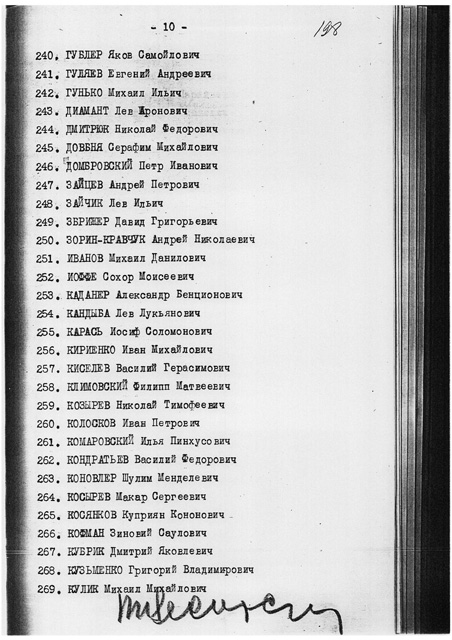 - 10 -
198
240. ГУБЛЕР Яков Самойлович
241. ГУЛЯЕВ Евгений Андреевич
242. ГУНЬКО Михаил Ильич
243. ДИАМАНТ Лев Аронович
244. ДМИТРЮК Николай Федорович
245. ДОВБНЯ Серафим Михайлович
246. ДОМБРОВСКИЙ Петр Иванович
247. ЗАЙЦЕВ Андрей Петрович
248. ЗАЙЧИК Лев Ильич
249. ЗБРИЖЕР Давид Григорьевич
250. ЗОРИН-КРАВЧУК Андрей Николаевич
251. ИВАНОВ Михаил Данилович
252. ИОФФЕ Сохор Моисеевич
253. КАДАНЕР Александр Бенционович
254. КАНДЫБА Лев Лукьянович
255. КАРАСЬ Иосиф Соломонович
256. КИРИЕНКО Иван Михайлович
257. КИСЕЛЕВ Василий Герасимович
258. КЛИМОВСКИЙ Филипп Матвеевич
259. КОЗЫРЕВ Николай Тимофеевич
260. КОЛОСКОВ Иван Петрович
261. КОМАРОВСКИЙ Илья Пинхусович
262. КОНДРАТЬЕВ Василий Федорович
263. КОНОВЛЕР Шулим Менделевич
264. КОСЫРЕВ Макар Сергеевич
265. КОСЯНКОВ Куприян Кононович
266. КОФМАН Зиновий Саулович
267. КУБРИК Дмитрий Яковлевич
268. КУЗЬМЕНКО Григорий Владимирович
269. КУЛИК Михаил Михайлович